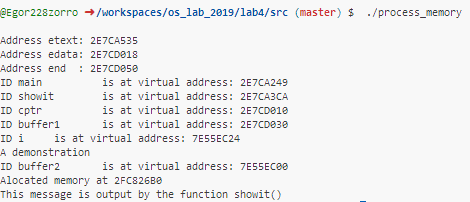 @Egor228zorro ➜/workspaces/os_lab_2019/lab4/src (master) $ ./process_memory
Address etext: 2E7CA535
Address edata: 2E7CD018
Address end : 2E7CD050
ID main is at virtual address: 2E7CA249
ID showit is at virtual address: 2E7CA3CA
ID cptr is at virtual address: 2E7CD010
ID buffer1 is at virtual address: 2E7CD030
ID i is at virtual address: 7E55EC24
A demonstration
ID buffer2 is at virtual address: 7E55EC00
Alocated memory at 2FC826B0
This message is output by the function showit()